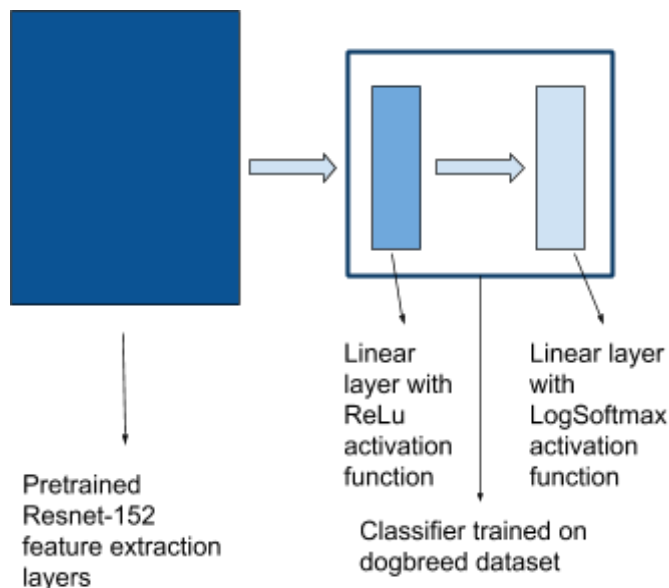 Linear
layer with
ReLu
activation
function
Linear layer
with
LogSoftmax
activation
function
Pretrained
Resnet-152
feature extraction
layers
Classifier trained on
dogbreed dataset